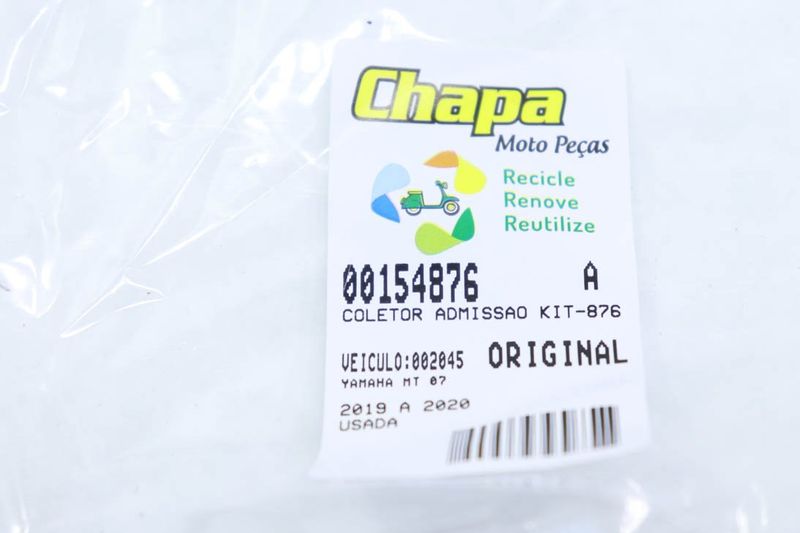 Chapa
Moto Peças
Recicle
Renove
Reutilize
00154876 A
COLETOR ADMISSAO KIT-876
VEICULO:002045 ORIGINAL
YAMAHA MT 07
2019 A 2020
USADA